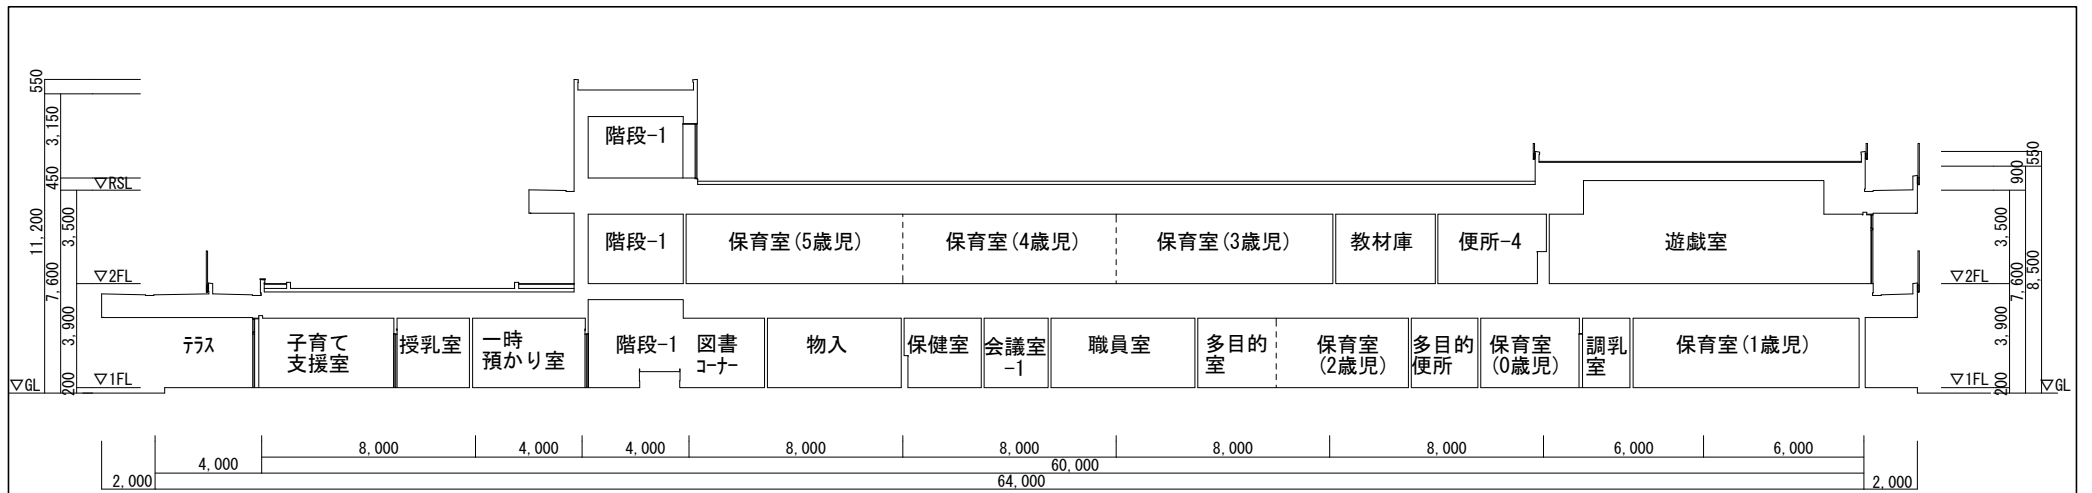 550
3,150
450
11,200
3,500
7,600
3,900
200
▽RSL
▽2FL
▽1FL
▽GL
階段-1
階段-1
保育室(5歳児)
保育室(4歳児)
保育室(3歳児)
教材庫
便所-4
遊戯室
テラス
子育て
支援室
授乳室
一時
預かり室
階段-1
図書
コーナー
物入
保健室
会議室
-1
職員室
多目的
室
保育室
(2歳児)
多目的
便所
保育室
(0歳児)
調乳
室
保育室(1歳児)
550
900
3,500
7,600
8,500
3,900
200
▽2FL
▽1FL
▽GL
8,000
4,000
4,000
8,000
8,000
8,000
8,000
6,000
6,000
4,000
60,000
2,000
64,000
2,000